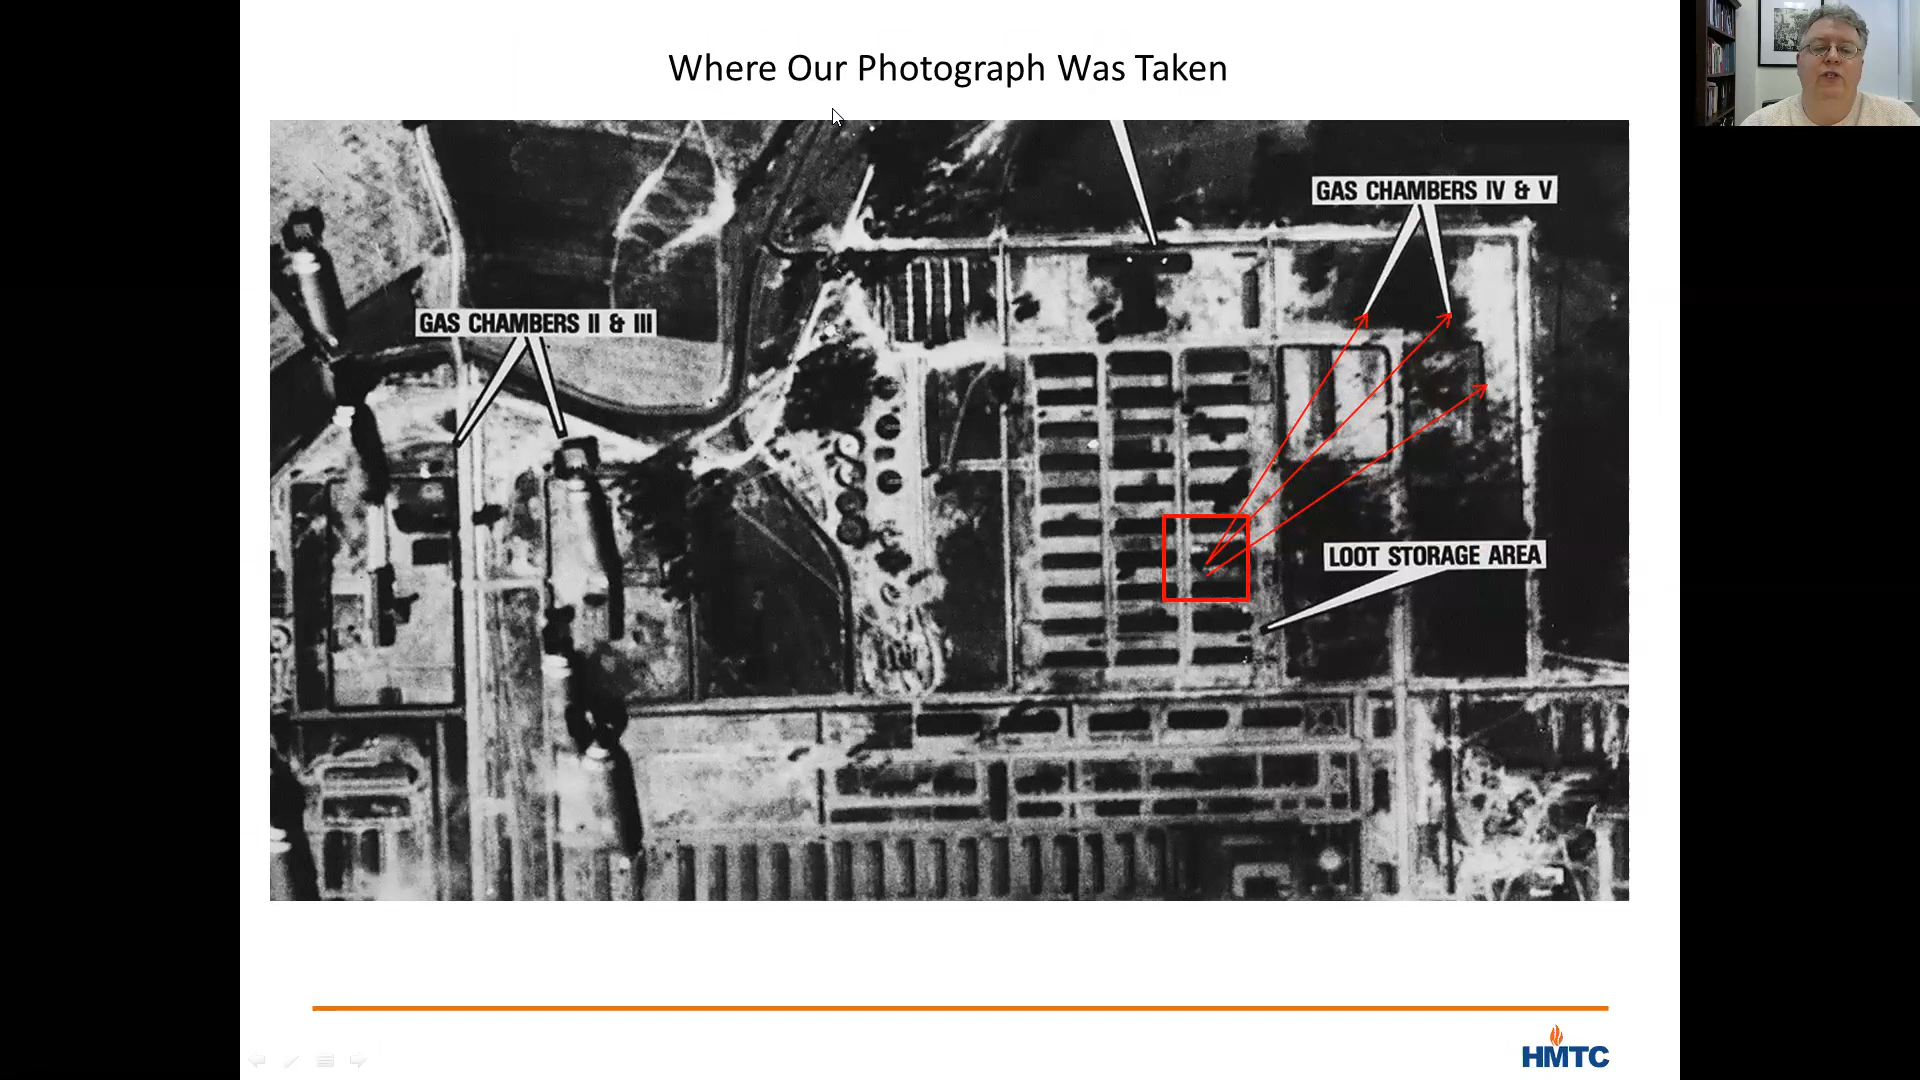 Where Our Photograph Was Taken
GAS CHAMBERS IV & V
GAS CHAMBERS II & III
LOOT STORAGE AREA
HMTC